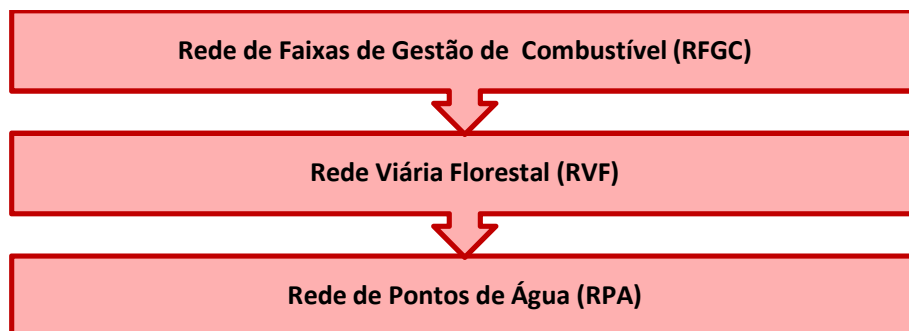 Rede de Faixas de Gestão de Combustível (RFGC)
Rede Viária Florestal (RVF)
Rede de Pontos de Água (RPA)